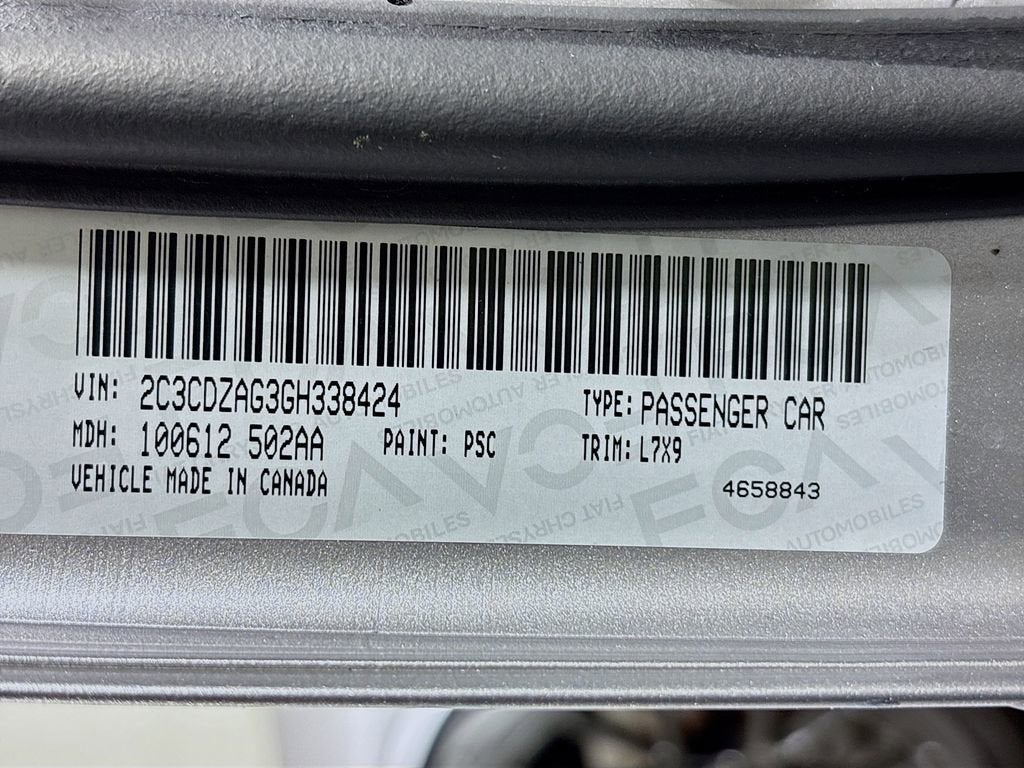 VIN: 2C3CDZAG3GH338424 TYPE: PASSENGER CAR
MDH: 100612 502AA PAINT: PSC TRIM: L7X9
VEHICLE MADE IN CANADA 4658843